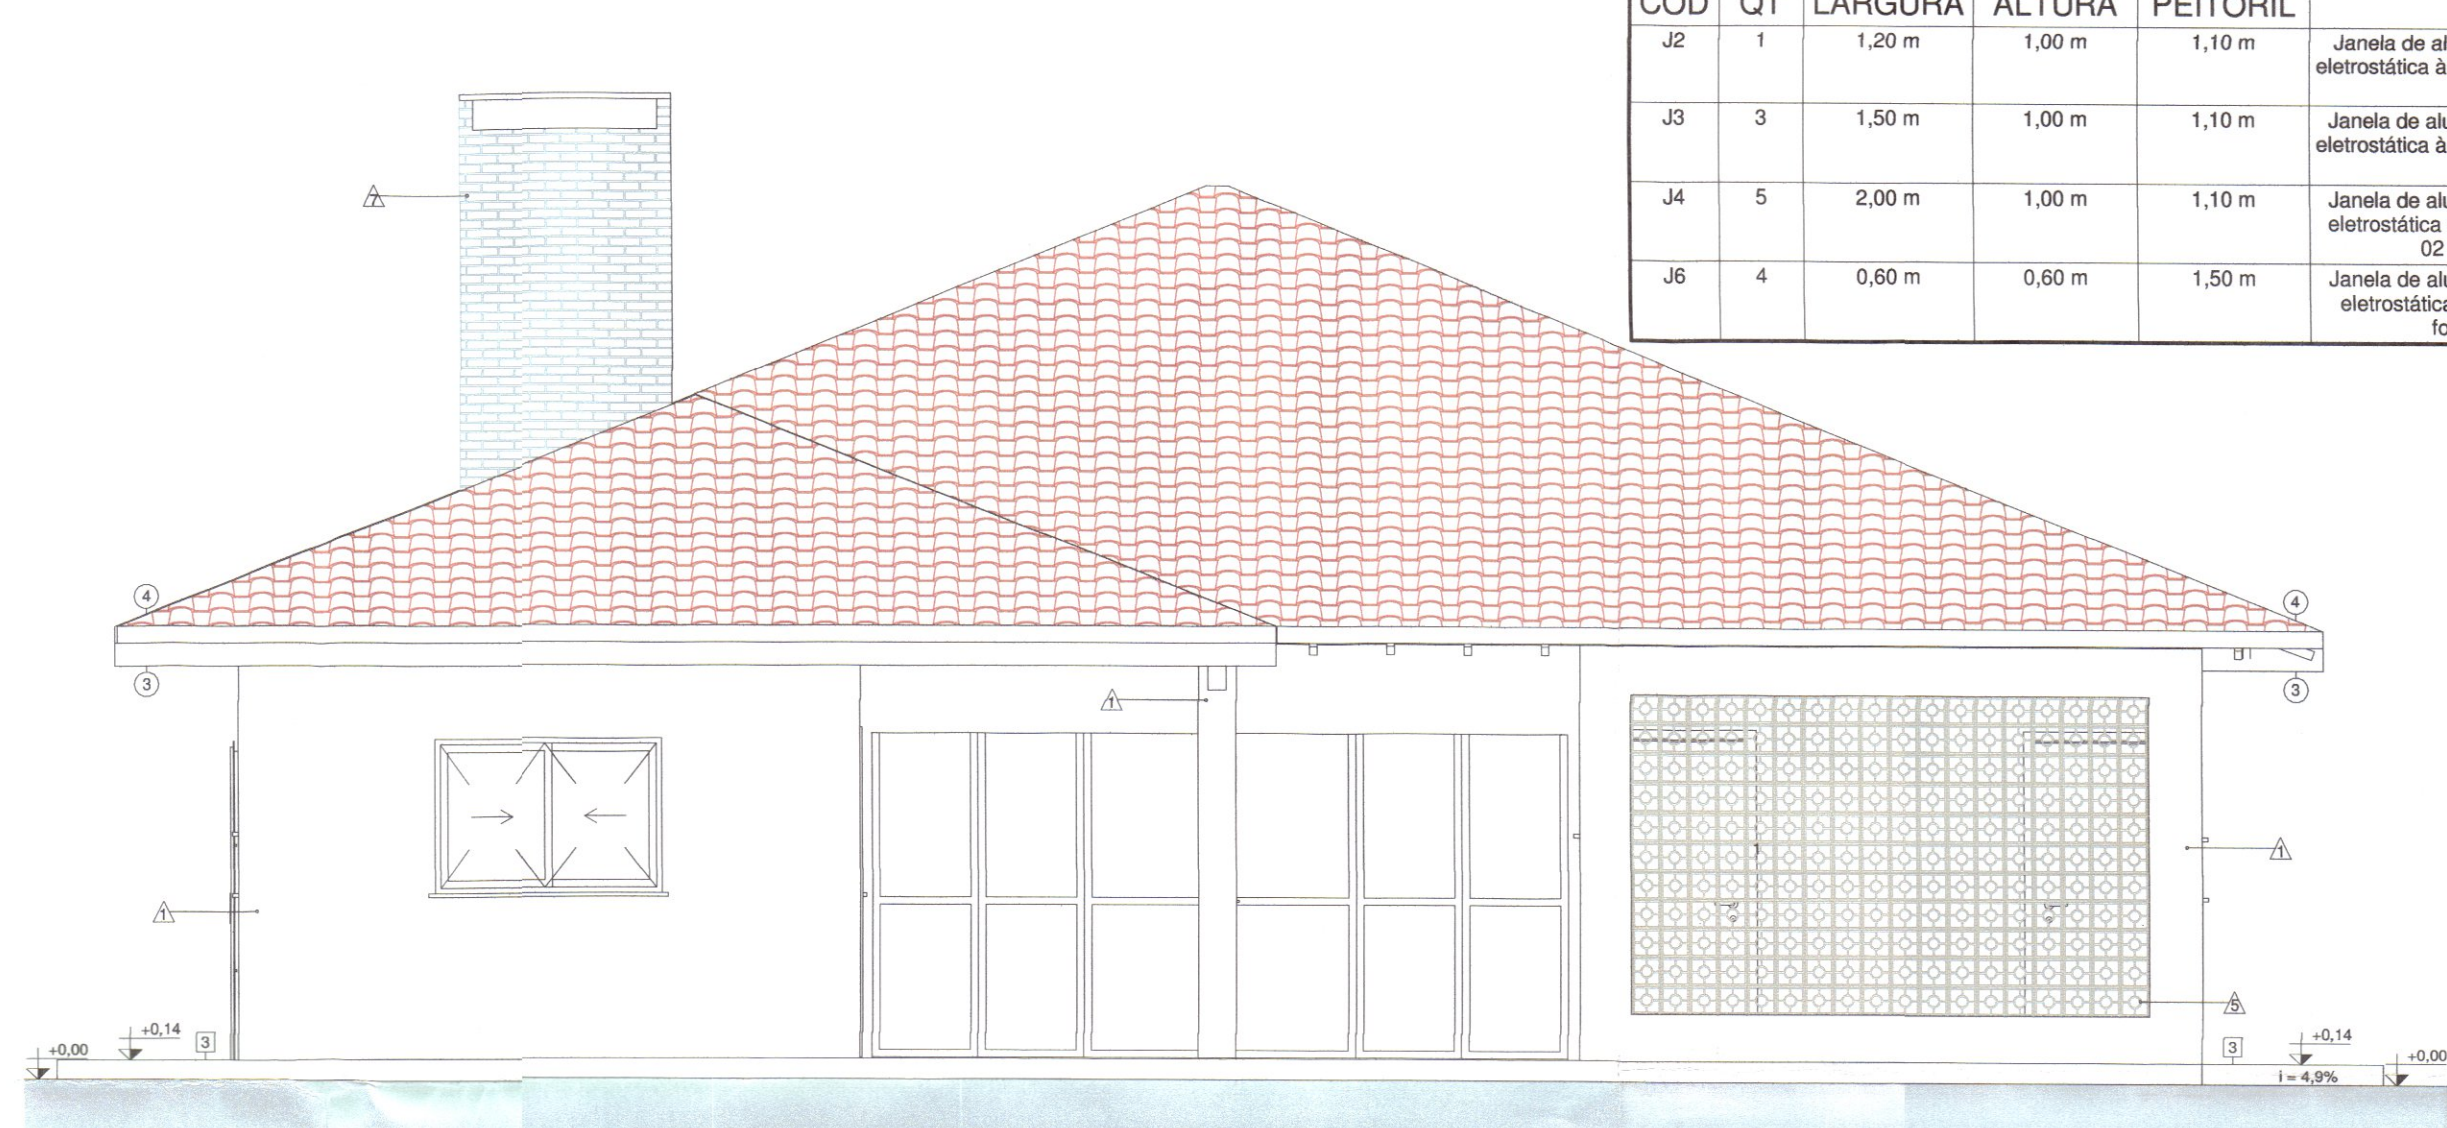 COD QT LARGURA ALTURA PEITORIL
J2 1 1,20 m 1,00 m 1,10 m Janela de al
eletrostática à
J3 3 1,50 m 1,00 m 1,10 m Janela de alu
eletrostática à
J4 5 2,00 m 1,00 m 1,10 m Janela de alu
eletrostática
02
J6 4 0,60 m 0,60 m 1,50 m Janela de alu
eletrostática
fo
7
4
4
3
1
3
1
1
5
+0,14
3
+0,00
3
+0,14
+0,00
i = 4,9%